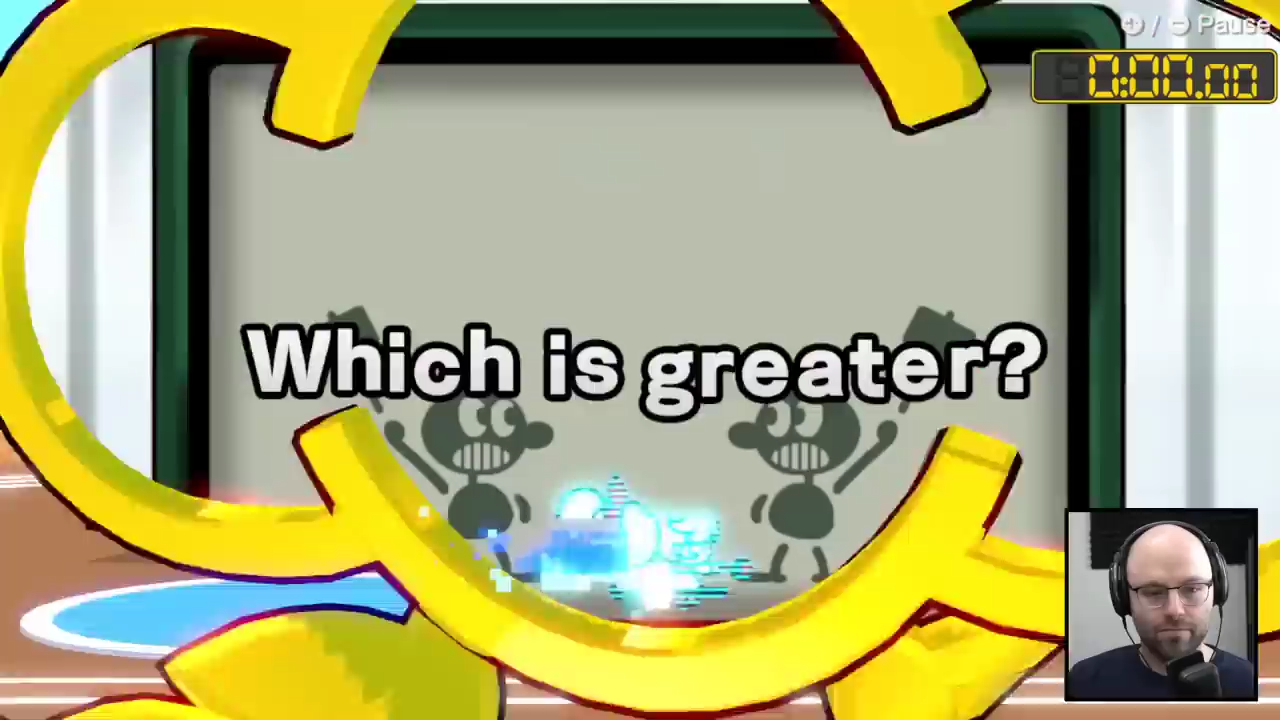 + / - Pause
0:00.00
Which is greater?